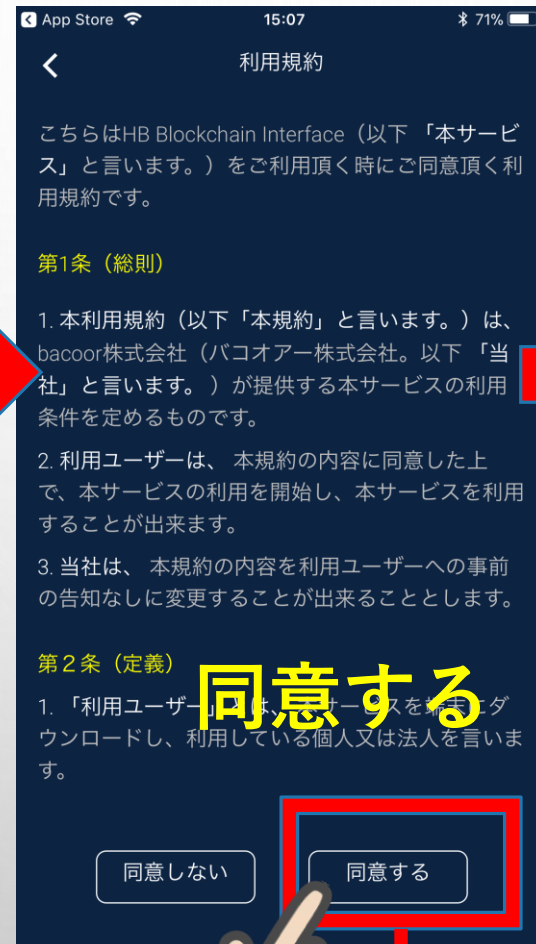 App Store 15:07 71%
利用規約
こちらはHB Blockchain Interface（以下 「本サービ
ス」と言います。）をご利用頂く時にご同意頂く利
用規約です。
第1条（総則）
1. 本利用規約（以下「本規約」と言います。）は、
bacoor株式会社（バコオアー株式会社。以下 「当
社」と言います。 ）が提供する本サービスの利用
条件を定めるものです。
2. 利用ユーザーは、 本規約の内容に同意した上
で、本サービスの利用を開始し、本サービスを利用
することが出来ます。
3. 当社は、 本規約の内容を利用ユーザーへの事前
の告知なしに変更することが出来ることとします。
第２条（定義）
同意する
1. 「利用ユーザー」とは、 サービスを端末にダ
ウンロードし、利用している個人又は法人を言いま
す。
同意しない 同意する